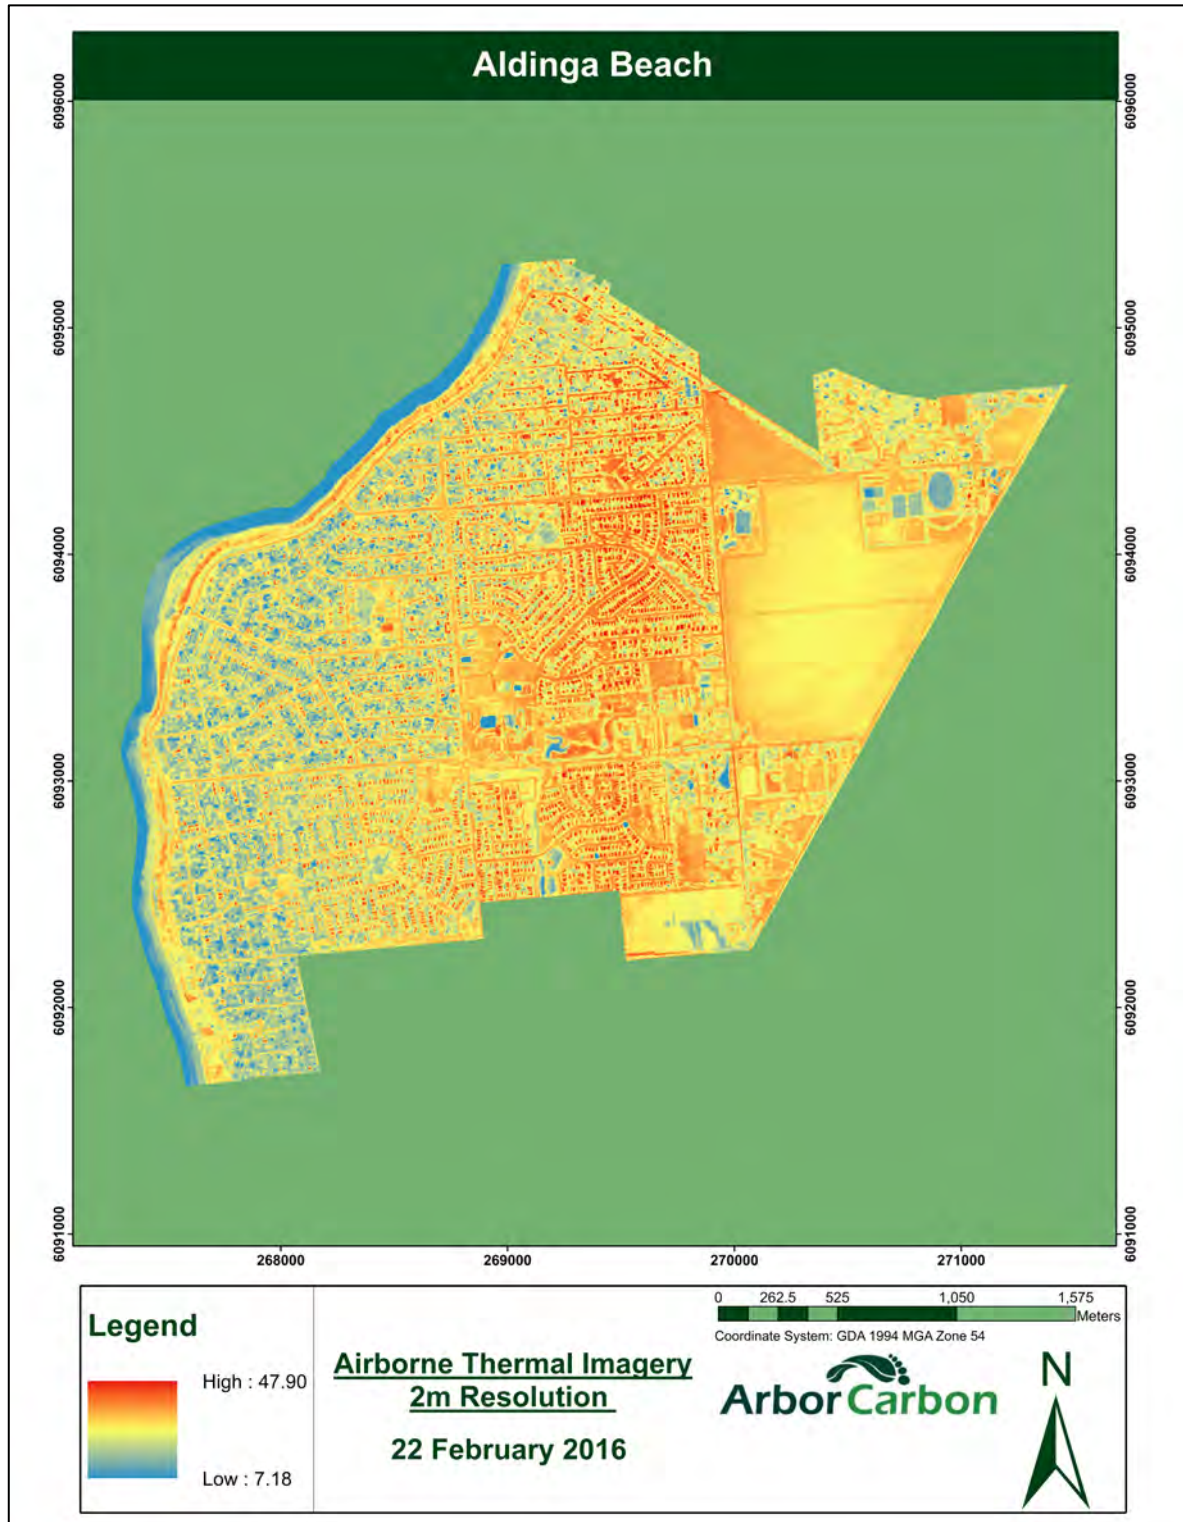 Aldinga Beach
6096000
6096000
6095000
6095000
6094000
6094000
6093000
6093000
6092000
6092000
6091000
6091000
268000
269000
270000
271000
Legend
High : 47.90
Low : 7.18
Airborne Thermal Imagery
2m Resolution
22 February 2016
0 262.5 525 1,050 1,575
Meters
Coordinate System: GDA 1994 MGA Zone 54
ArborCarbon
N